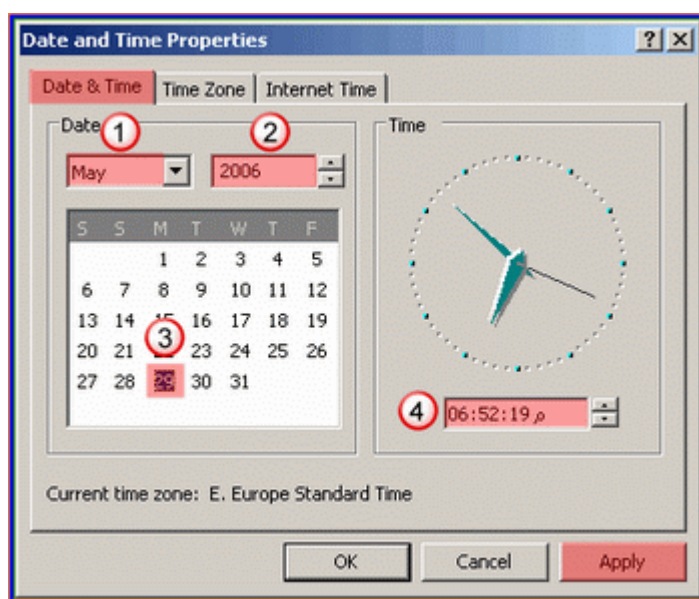 Date and Time Properties
Date & Time Time Zone Internet Time
Date Time
1 2
May 2006
S S M T W T F
1 2 3 4 5
6 7 8 9 10 11 12
13 14 16 17 18 19
3
20 21 23 24 25 26
27 28 29 30 31
4 06:52:19 م
Current time zone: E. Europe Standard Time
OK Cancel Apply